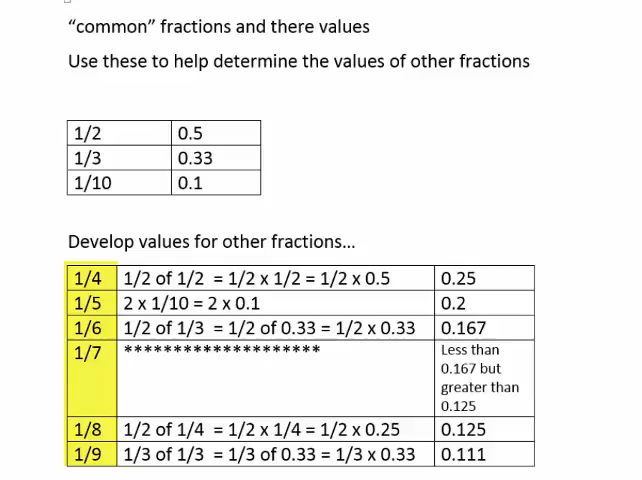 “common” fractions and there values
Use these to help determine the values of other fractions
1/2 0.5
1/3 0.33
1/10 0.1
Develop values for other fractions...
1/4 1/2 of 1/2 = 1/2 x 1/2 = 1/2 x 0.5 0.25
1/5 2 x 1/10 = 2 x 0.1 0.2
1/6 1/2 of 1/3 = 1/2 of 0.33 = 1/2 x 0.33 0.167
1/7 ******************** Less than
0.167 but
greater than
0.125
1/8 1/2 of 1/4 = 1/2 x 1/4 = 1/2 x 0.25 0.125
1/9 1/3 of 1/3 = 1/3 of 0.33 = 1/3 x 0.33 0.111